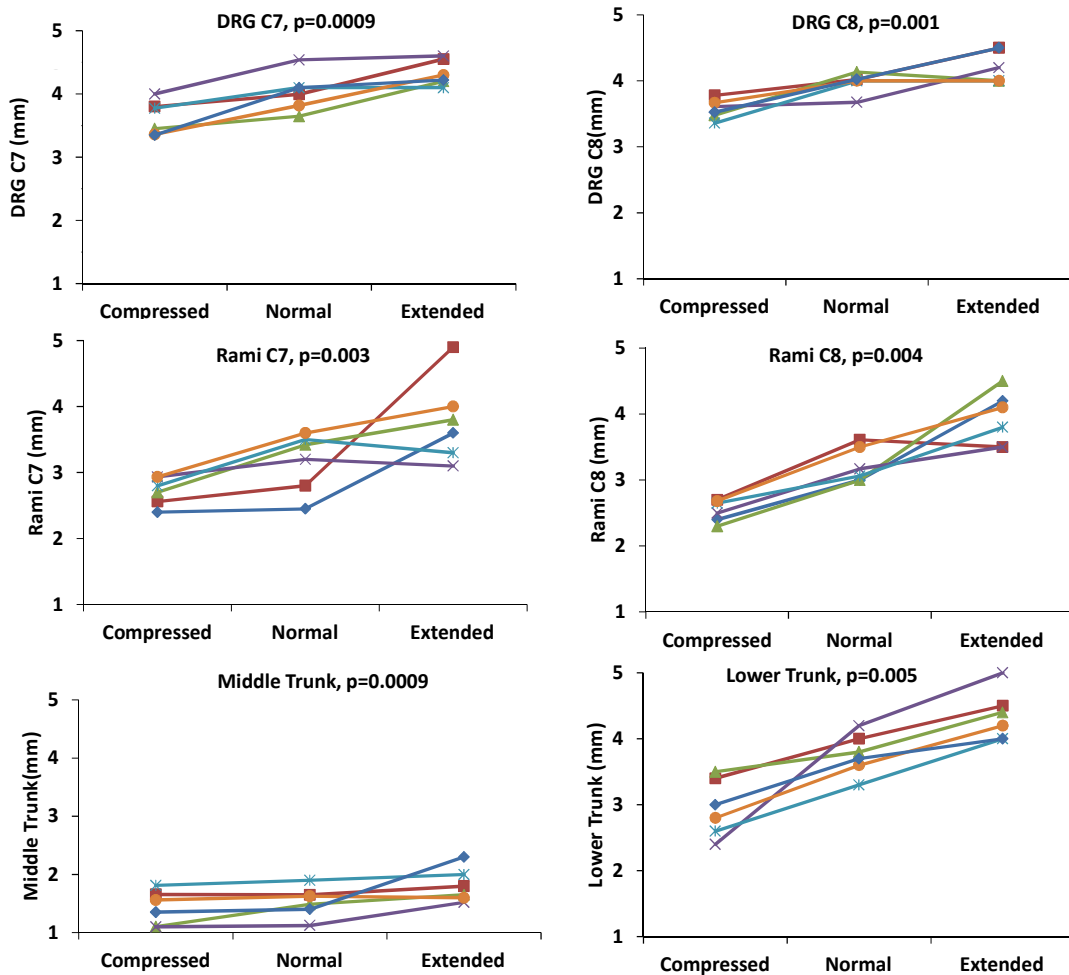 DRG C7, p=0.0009
DRG C7 (mm)
5
4
3
2
1
Compressed Normal Extended
DRG C8, p=0.001
DRG C8(mm)
5
4
3
2
1
Compressed Normal Extended
Rami C7, p=0.003
Rami C7 (mm)
5
4
3
2
1
Compressed Normal Extended
Rami C8, p=0.004
Rami C8 (mm)
5
4
3
2
1
Compressed Normal Extended
Middle Trunk, p=0.0009
Middle Trunk(mm)
5
4
3
2
1
Compressed Normal Extended
Lower Trunk, p=0.005
Lower Trunk (mm)
5
4
3
2
1
Compressed Normal Extended